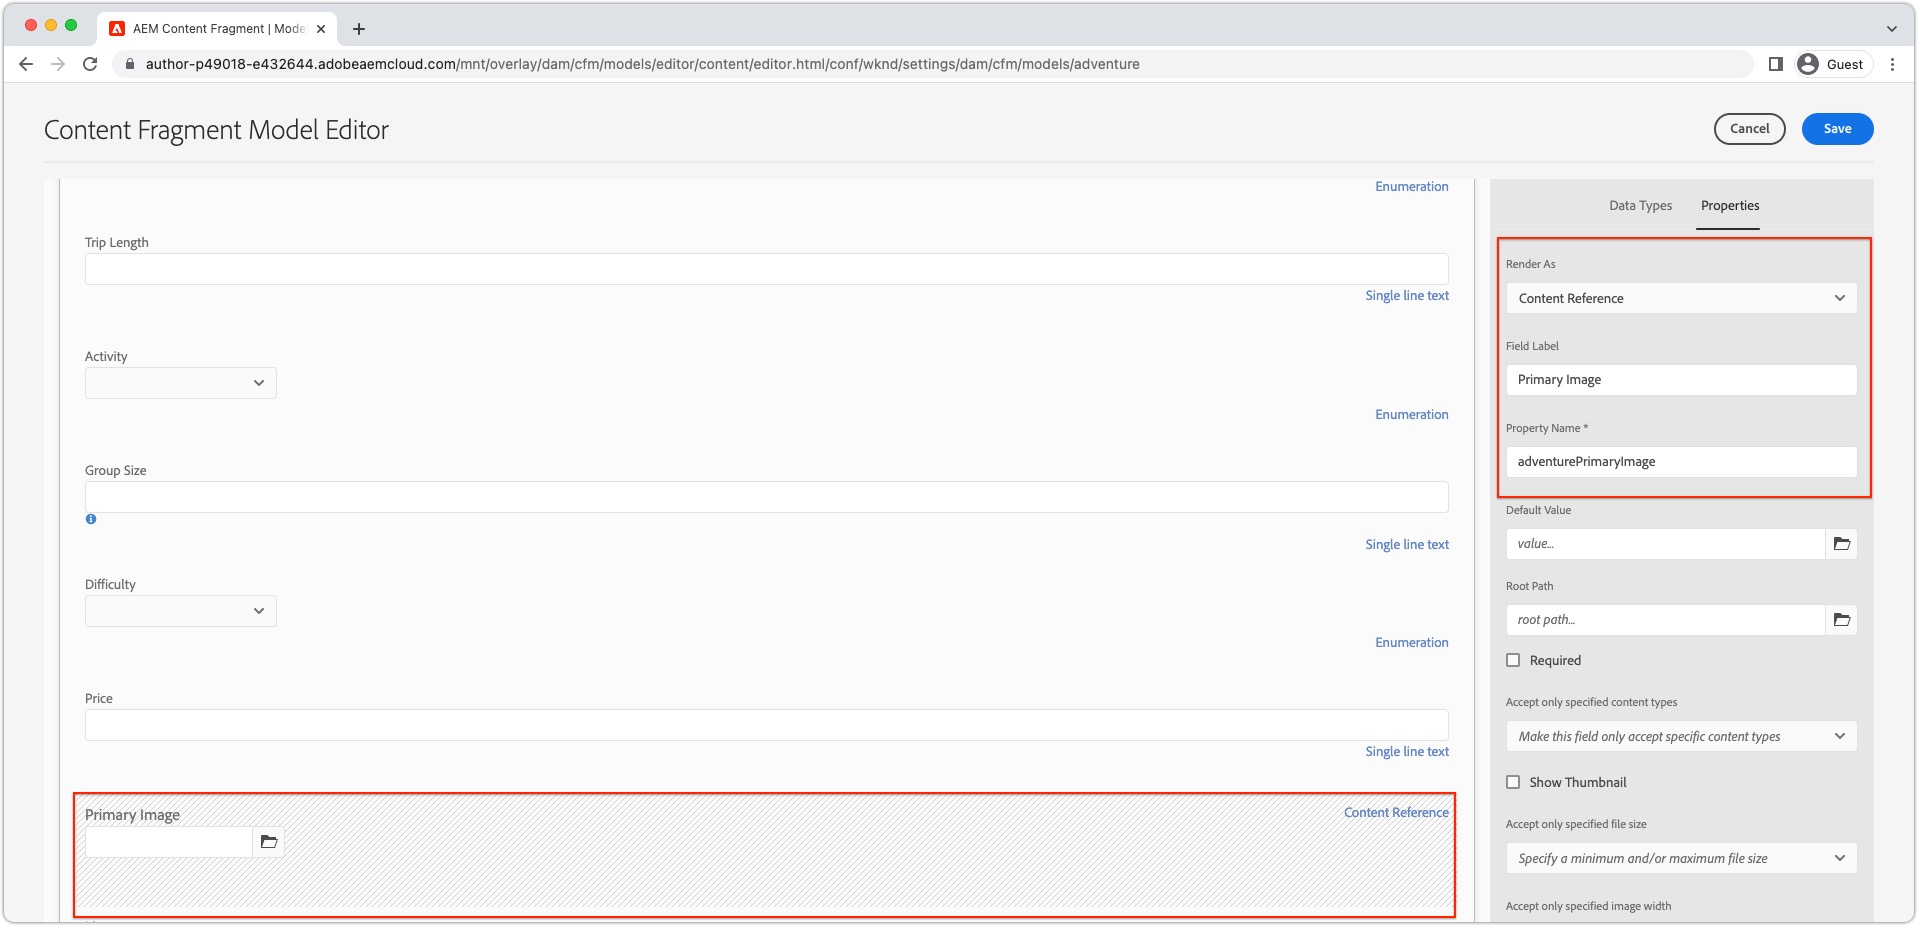 AEM Content Fragment | Mode
author-p49018-e432644.adobeaemcloud.com/mnt/overlay/dam/cfm/models/editor/content/editor.html/conf/wknd/settings/dam/cfm/models/adventure
Guest
Content Fragment Model Editor
Cancel
Save
Enumeration
Trip Length
Single line text
Activity
Enumeration
Group Size
Single line text
Difficulty
Enumeration
Price
Single line text
Primary Image
Content Reference
Data Types
Properties
Render As
Content Reference
Field Label
Primary Image
Property Name *
adventurePrimaryImage
Default Value
value...
Root Path
root path...
Required
Accept only specified content types
Make this field only accept specific content types
Show Thumbnail
Accept only specified file size
Specify a minimum and/or maximum file size
Accept only specified image width